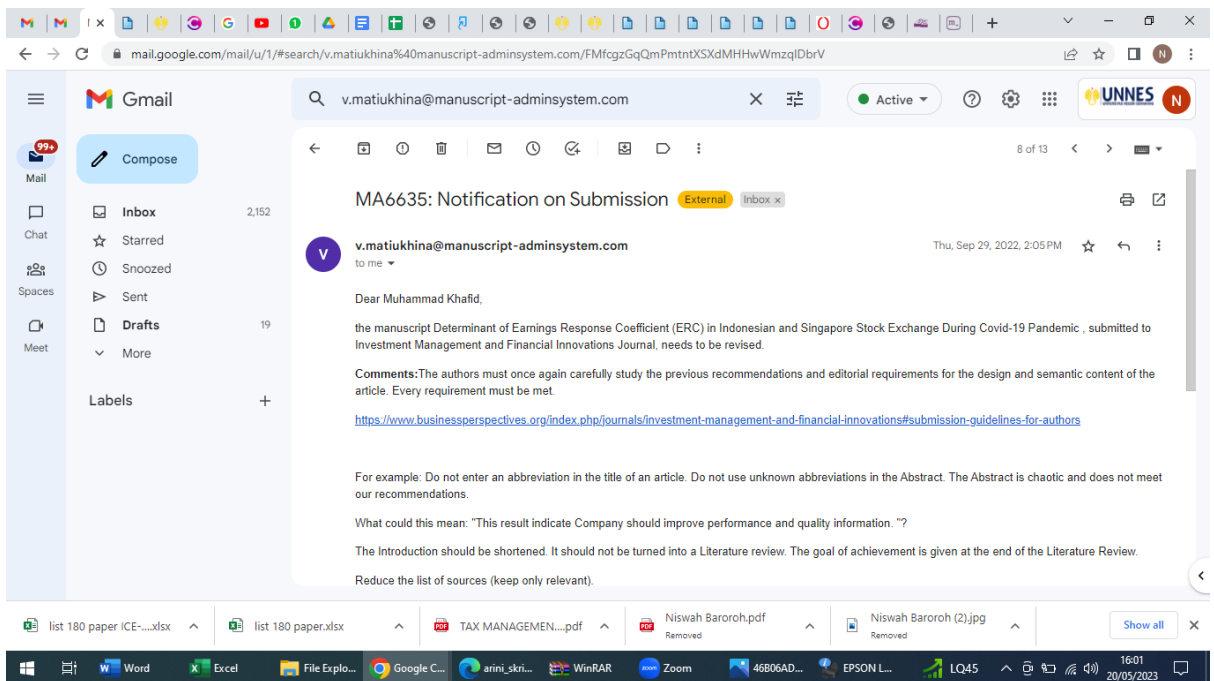 mail.google.com/mail/u/1/#search/v.matiukhina%40manuscript-adminsystem.com/FMfcgzGqQmPmtntXSXdMHHwWmzqlDbrV
N
Gmail
v.matiukhina@manuscript-adminsystem.com
Active
UNNES
N
99+
Mail
Chat
Spaces
Meet
Compose
Inbox 2,152
Starred
Snoozed
Sent
Drafts 19
More
Labels
8 of 13
MA6635: Notification on Submission External Inbox x
V
v.matiukhina@manuscript-adminsystem.com Thu, Sep 29, 2022, 2:05 PM
to me
Dear Muhammad Khafid,
the manuscript Determinant of Earnings Response Coefficient (ERC) in Indonesian and Singapore Stock Exchange During Covid-19 Pandemic , submitted to
Investment Management and Financial Innovations Journal, needs to be revised.
Comments:The authors must once again carefully study the previous recommendations and editorial requirements for the design and semantic content of the
article. Every requirement must be met.
https://www.businessperspectives.org/index.php/journals/investment-management-and-financial-innovations#submission-guidelines-for-authors
For example: Do not enter an abbreviation in the title of an article. Do not use unknown abbreviations in the Abstract. The Abstract is chaotic and does not meet
our recommendations.
What could this mean: "This result indicate Company should improve performance and quality information. "?
The Introduction should be shortened. It should not be turned into a Literature review. The goal of achievement is given at the end of the Literature Review.
Reduce the list of sources (keep only relevant).
list 180 paper ICE-....xlsx
list 180 paper.xlsx
TAX MANAGEMEN....pdf
Niswah Baroroh.pdf
Removed
Niswah Baroroh (2).jpg
Removed
Show all
Word Excel File Explo... Google C... arini_skri... WinRAR Zoom 46B06AD... EPSON L... LQ45
16:01
20/05/2023